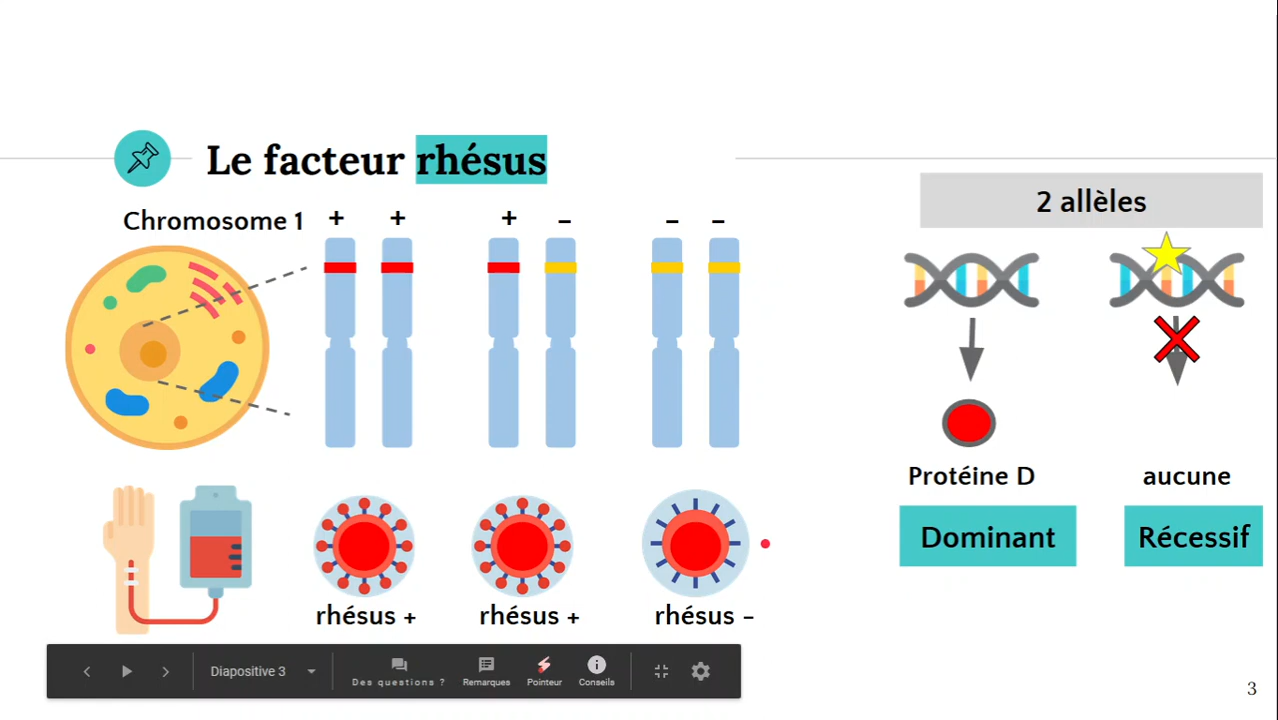 Le facteur rhésus
Chromosome 1 + + + – – –
2 allèles
Protéine D aucune
Dominant Récessif
rhésus + rhésus + rhésus –
Diapositive 3
Des questions ? Remarques Pointeur Conseils
3